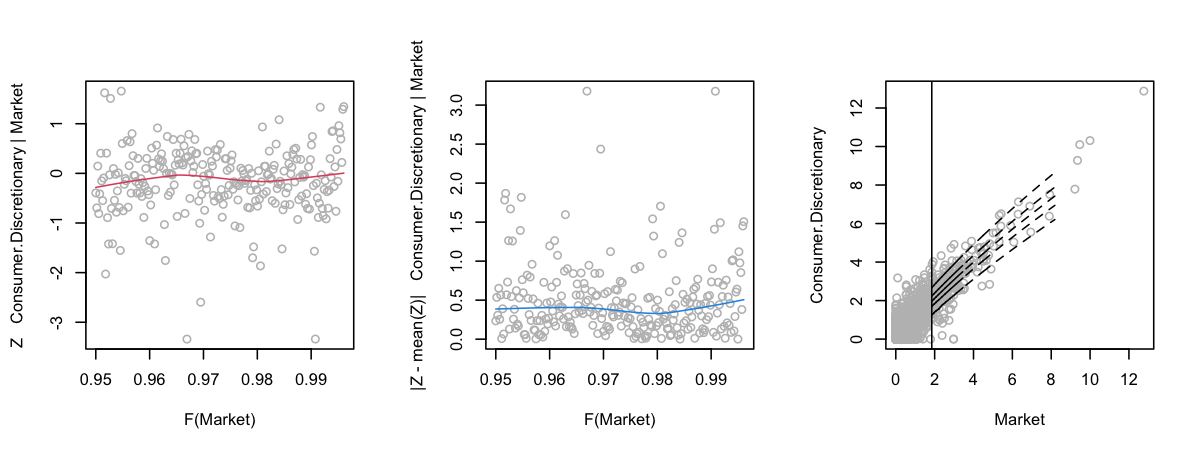 Z   Consumer.Discretionary | Market
1
0
-1
-2
-3
0.95 0.96 0.97 0.98 0.99
F(Market)
|Z - mean(Z)|   Consumer.Discretionary | Market
3.0
2.5
2.0
1.5
1.0
0.5
0.0
0.95 0.96 0.97 0.98 0.99
F(Market)
Consumer.Discretionary
12
10
8
6
4
2
0
0 2 4 6 8 10 12
Market